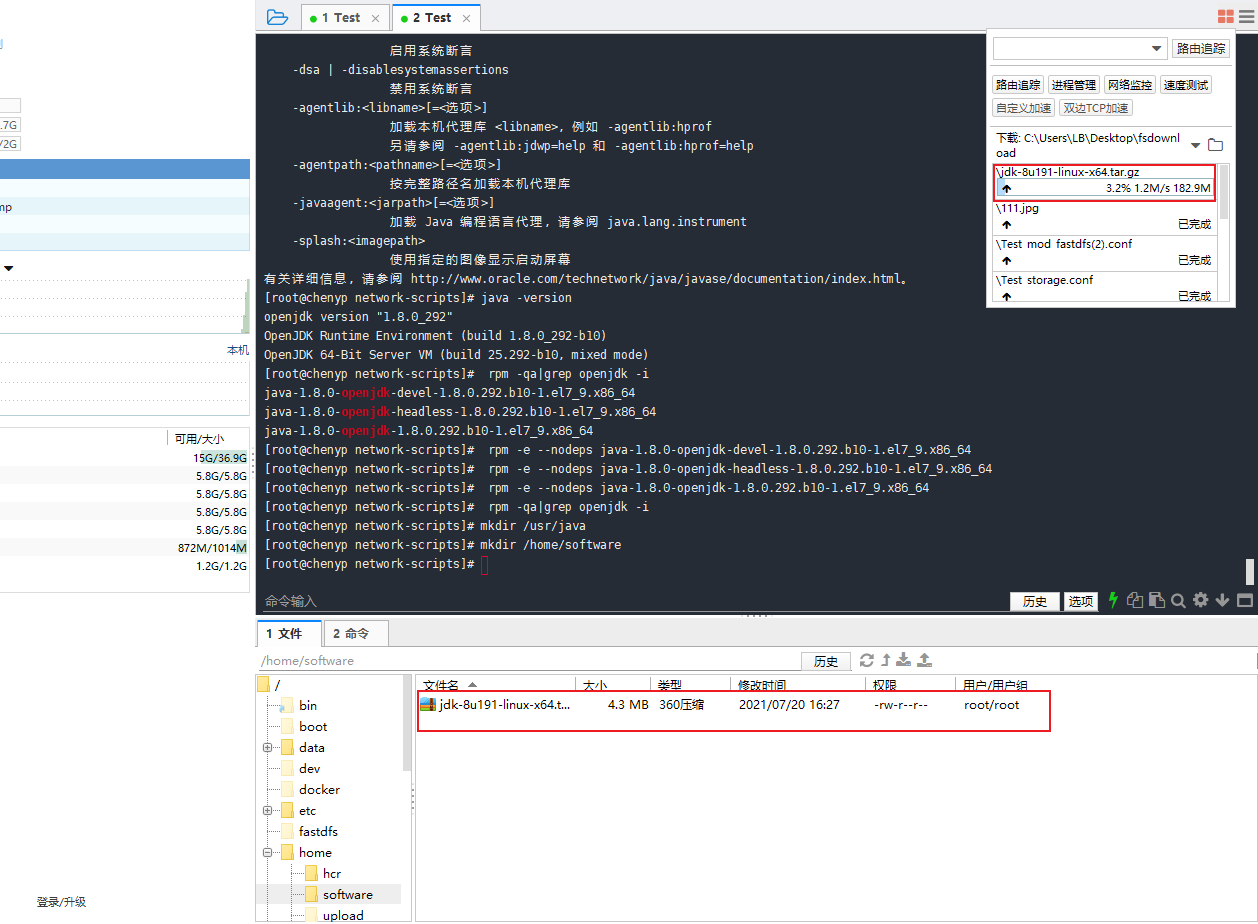 1 Test
2 Test
启用系统断言
-dsa | -disablesystemassertions
禁用系统断言
-agentlib:<libname>[=<选项>]
加载本机代理库 <libname>, 例如 -agentlib:hprof
另请参阅 -agentlib:jdwp=help 和 -agentlib:hprof=help
-agentpath:<pathname>[=<选项>]
按完整路径名加载本机代理库
-javaagent:<jarpath>[=<选项>]
加载 Java 编程语言代理, 请参阅 java.lang.instrument
-splash:<imagepath>
使用指定的图像显示启动屏幕
有关详细信息, 请参阅 http://www.oracle.com/technetwork/java/javase/documentation/index.html。
[root@chenyp network-scripts]# java -version
openjdk version "1.8.0_292"
OpenJDK Runtime Environment (build 1.8.0_292-b10)
OpenJDK 64-Bit Server VM (build 25.292-b10, mixed mode)
[root@chenyp network-scripts]#  rpm -qa|grep openjdk -i
java-1.8.0-openjdk-devel-1.8.0.292.b10-1.el7_9.x86_64
java-1.8.0-openjdk-headless-1.8.0.292.b10-1.el7_9.x86_64
java-1.8.0-openjdk-1.8.0.292.b10-1.el7_9.x86_64
[root@chenyp network-scripts]#  rpm -e --nodeps java-1.8.0-openjdk-devel-1.8.0.292.b10-1.el7_9.x86_64
[root@chenyp network-scripts]#  rpm -e --nodeps java-1.8.0-openjdk-headless-1.8.0.292.b10-1.el7_9.x86_64
[root@chenyp network-scripts]#  rpm -e --nodeps java-1.8.0-openjdk-1.8.0.292.b10-1.el7_9.x86_64
[root@chenyp network-scripts]#  rpm -qa|grep openjdk -i
[root@chenyp network-scripts]# mkdir /usr/java
[root@chenyp network-scripts]# mkdir /home/software
[root@chenyp network-scripts]#
命令输入
历史 选项
路由追踪
路由追踪 进程管理 网络监控 速度测试
自定义加速 双边TCP加速
下载: C:\Users\LB\Desktop\fsdownl
oad
\jdk-8u191-linux-x64.tar.gz
3.2% 1.2M/s 182.9M
\111.jpg
已完成
\Test mod_fastdfs(2).conf
已完成
\Test storage.conf
已完成
.7G
/2G
mp
本机
可用/大小
15G/36.9G
5.8G/5.8G
5.8G/5.8G
5.8G/5.8G
5.8G/5.8G
872M/1014M
1.2G/1.2G
登录/升级
1 文件
2 命令
/home/software
历史
/
bin
boot
data
dev
docker
etc
fastdfs
home
hcr
software
upload
文件名 大小 类型 修改时间 权限 用户/用户组
jdk-8u191-linux-x64.t... 4.3 MB 360压缩 2021/07/20 16:27 -rw-r--r-- root/root